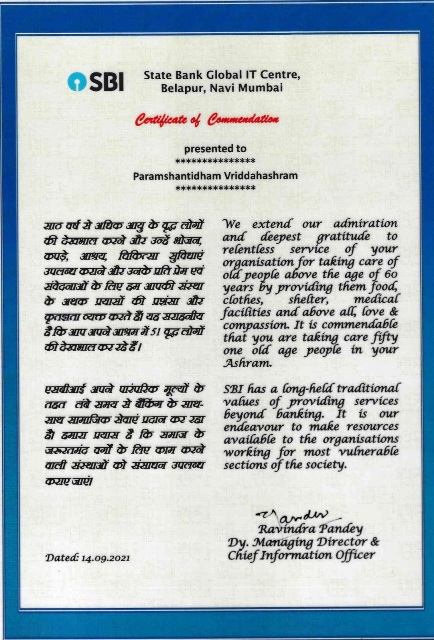 SBI
State Bank Global IT Centre,
Belapur, Navi Mumbai
Certificate of Commendation
presented to
***************
Paramshantidham Vriddahashram
***************
साठ वर्ष से अधिक आयु के वृद्ध लोगों
की देखभाल करने और उन्हें भोजन,
कपड़े, आश्रय, चिकित्सा सुविधाएं
उपलब्ध कराने और उनके प्रति प्रेम एवं
संवेदनाओं के लिए हम आपकी संस्था
के अथक प्रयासों की प्रशंसा और
कृतज्ञता व्यक्त करते हैं। यह सराहनीय
है कि आप अपने आश्रम में 51 वृद्ध लोगों
की देखभाल कर रहे हैं ।
एसबीआई अपने पारंपरिक मूल्यों के
तहत लंबे समय से बैंकिंग के साथ-
साथ सामाजिक सेवाएं प्रदान कर रहा
है। हमारा प्रयास है कि समाज के
जरूरतमंद वर्गों के लिए काम करने
वाली संस्थाओं को संसाधन उपलब्ध
कराए जाएं।
We extend our admiration
and deepest gratitude to
relentless service of your
organisation for taking care of
old people above the age of 60
years by providing them food,
clothes, shelter, medical
facilities and above all, love &
compassion. It is commendable
that you are taking care fifty
one old age people in your
Ashram.
SBI has a long-held traditional
values of providing services
beyond banking. It is our
endeavour to make resources
available to the organisations
working for most vulnerable
sections of the society.
Ravindra Pandey
Dy. Managing Director &
Chief Information Officer
Dated: 14.09.2021